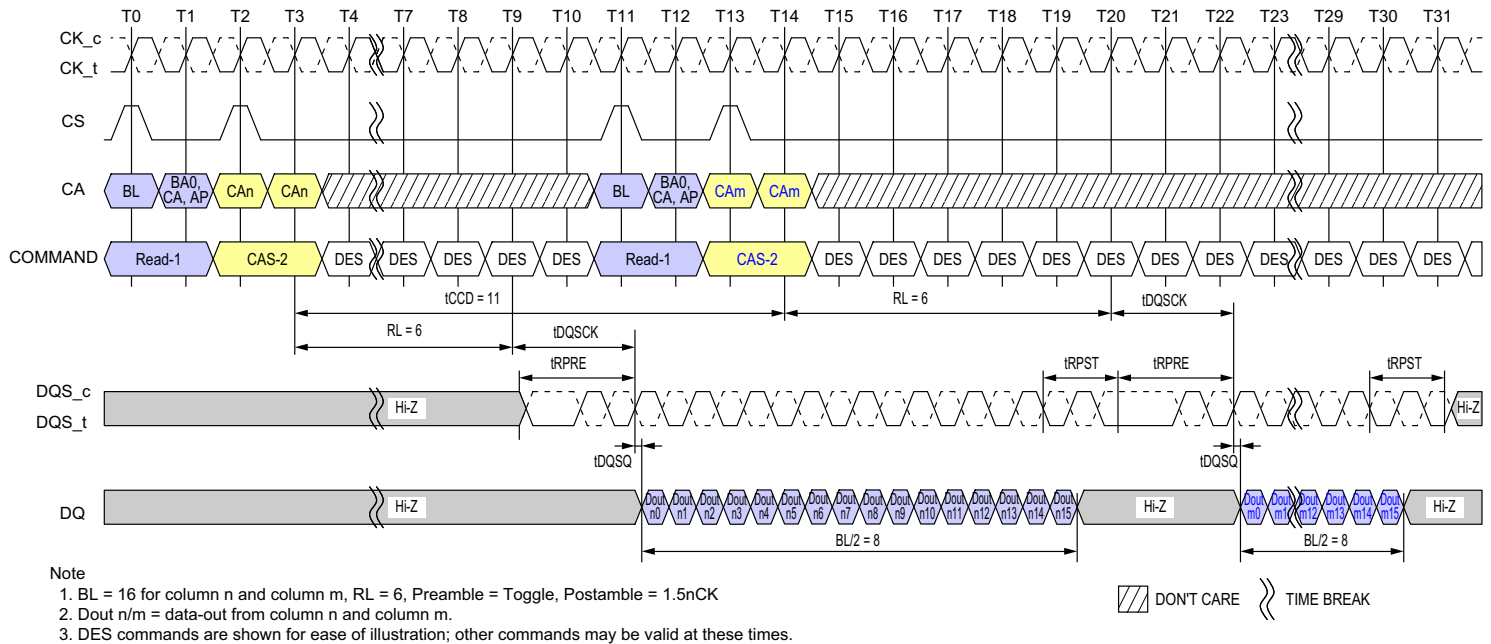 T0 T1 T2 T3 T4 T7 T8 T9 T10 T11 T12 T13 T14 T15 T16 T17 T18 T19 T20 T21 T22 T23 T29 T30 T31
CK_c
CK_t
CS
CA BL BA0, CA, AP CAn CAn BL BA0, CA, AP CAm CAm
COMMAND Read-1 CAS-2 DES DES DES DES DES Read-1 CAS-2 DES DES DES DES DES DES DES DES DES DES DES DES
tCCD = 11 RL = 6 tDQSCK
RL = 6 tDQSCK
tRPRE tRPST tRPRE tRPST
DQS_c
DQS_t
Hi-Z Hi-Z
tDQSQ tDQSQ
DQ Hi-Z Dout n0 Dout n1 Dout n2 Dout n3 Dout n4 Dout n5 Dout n6 Dout n7 Dout n8 Dout n9 Dout n10 Dout n11 Dout n12 Dout n13 Dout n14 Dout n15 Hi-Z Dout m0 Dout m1 Dout m12 Dout m13 Dout m14 Dout m15 Hi-Z
BL/2 = 8 BL/2 = 8
Note
1. BL = 16 for column n and column m, RL = 6, Preamble = Toggle, Postamble = 1.5nCK
2. Dout n/m = data-out from column n and column m.
3. DES commands are shown for ease of illustration; other commands may be valid at these times.
DON'T CARE TIME BREAK